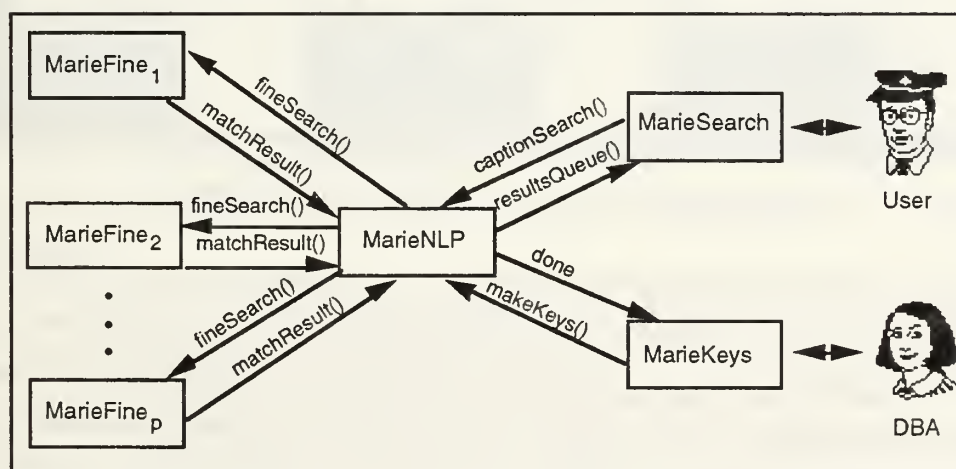 MarieFine1
fineSearch()
matchResult()
MarieFine2
fineSearch()
matchResult()
MarieFinep
fineSearch()
matchResult()
MarieNLP
captionSearch()
resultsQueue()
MarieSearch
User
done
makeKeys()
MarieKeys
DBA